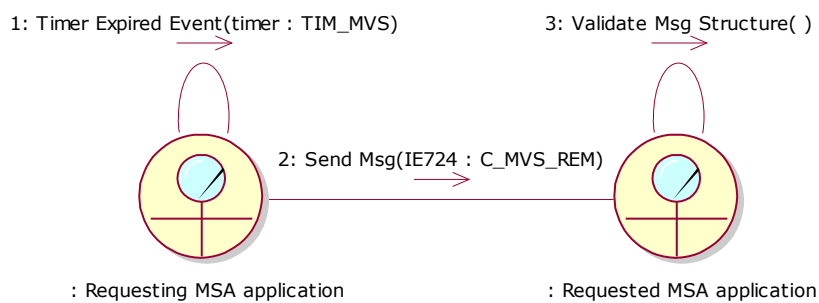 1: Timer Expired Event(timer : TIM_MVS)
3: Validate Msg Structure( )
2: Send Msg(IE724 : C_MVS_REM)
: Requesting MSA application
: Requested MSA application